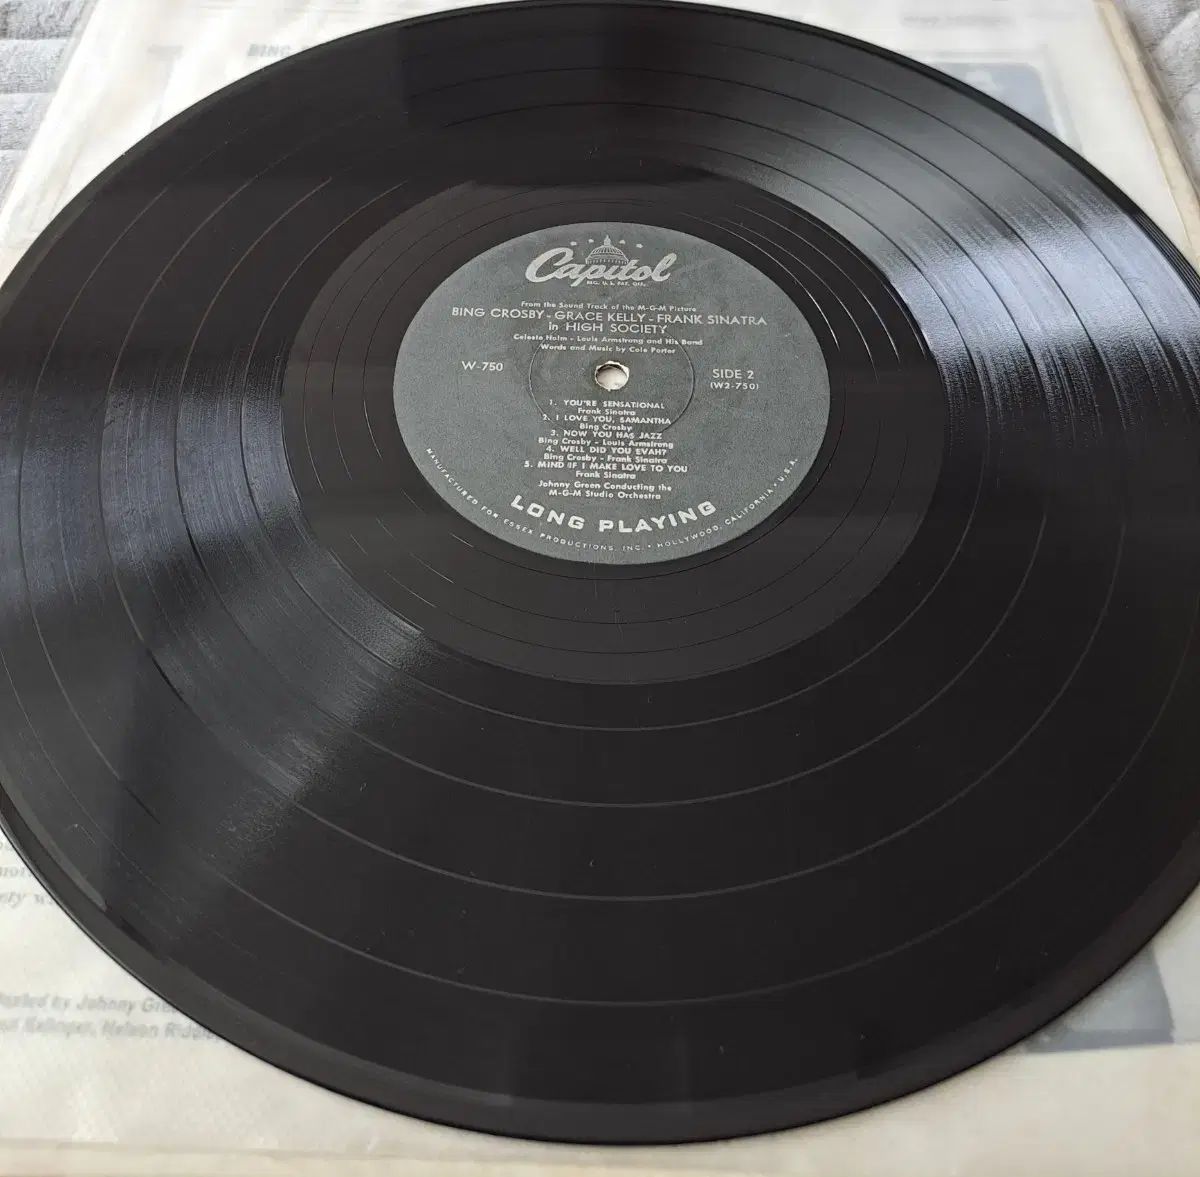 BING
Capitol
REG. U.S. PAT. OFF.
From the Sound Track of the M-G-M Picture
BING CROSBY - GRACE KELLY - FRANK SINATRA
in HIGH SOCIETY
Celeste Holm - Louis Armstrong and His Band
Words and Music by Cole Porter
W-750
SIDE 2
(W2-750)
1. YOU'RE SENSATIONAL
Frank Sinatra
2. I LOVE YOU, SAMANTHA
Bing Crosby
3. NOW YOU HAS JAZZ
Bing Crosby - Louis Armstrong
4. WELL DID YOU EVAH?
Bing Crosby - Frank Sinatra
5. MIND IF I MAKE LOVE TO YOU
Frank Sinatra
Johnny Green Conducting the
M-G-M Studio Orchestra
LONG PLAYING
MANUFACTURED FOR ESSEX PRODUCTIONS, INC. • HOLLYWOOD, CALIFORNIA • U.S.A.
by Johnny
Nelson